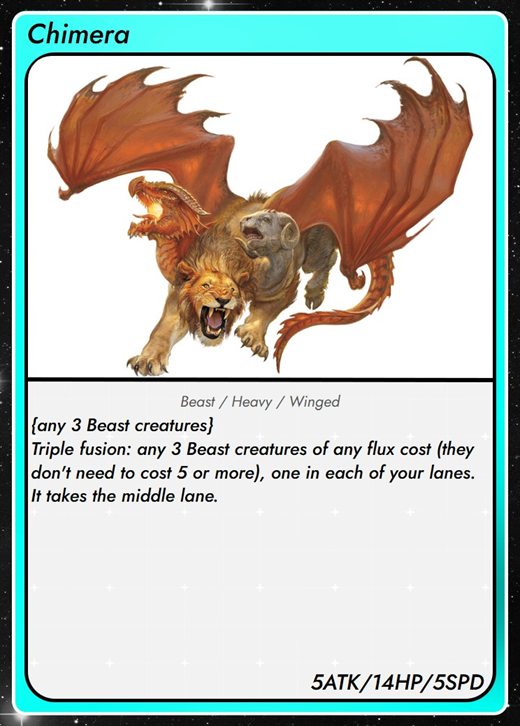 Chimera
Beast / Heavy / Winged
{any 3 Beast creatures}
Triple fusion: any 3 Beast creatures of any flux cost (they
don't need to cost 5 or more), one in each of your lanes.
It takes the middle lane.
5ATK/14HP/5SPD